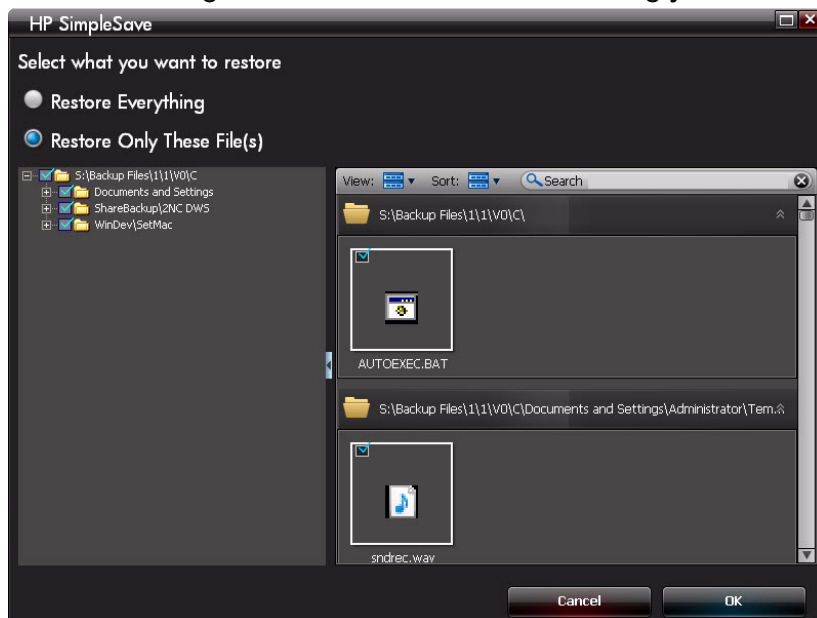 HP SimpleSave
Select what you want to restore
Restore Everything
Restore Only These File(s)
S:\Backup Files\1\1\V0\C
Documents and Settings
ShareBackup\2NC DWS
WinDev\SetMac
View: Sort: Search
S:\Backup Files\1\1\V0\C\
AUTOEXEC.BAT
S:\Backup Files\1\1\V0\C\Documents and Settings\Administrator\Tem..
sndrec.wav
Cancel OK